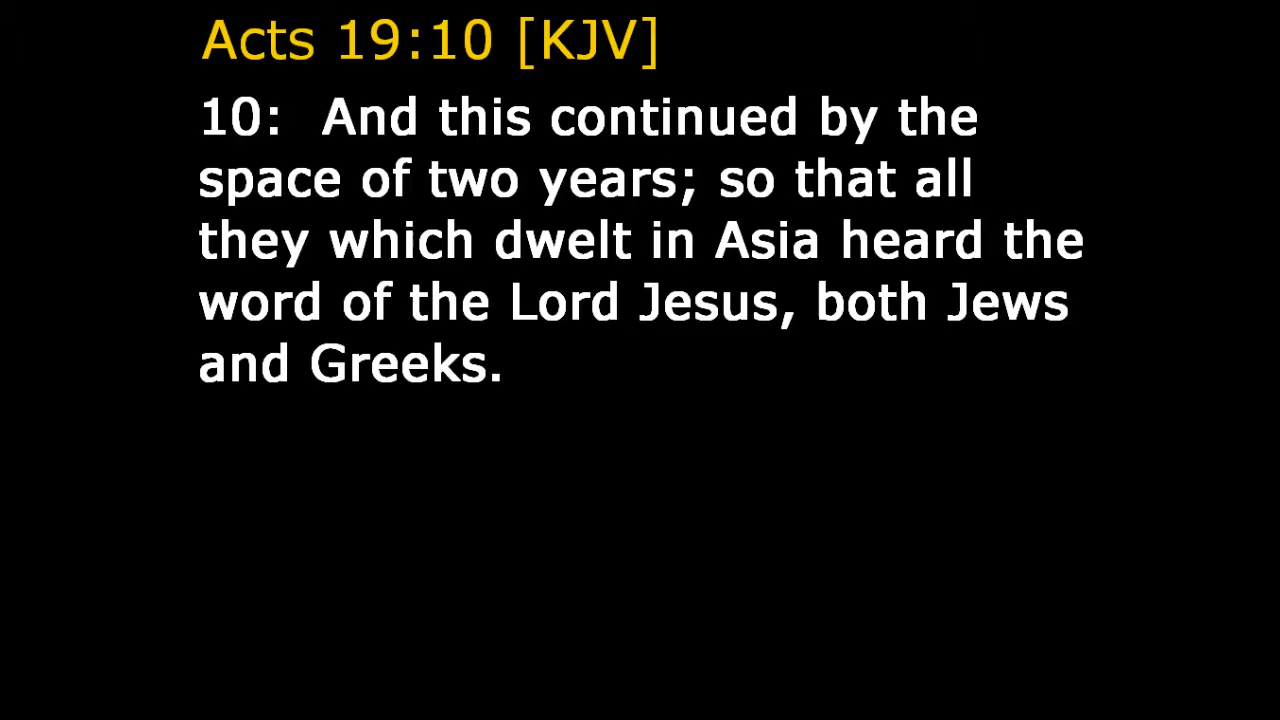 Acts 19:10 [KJV]
10: And this continued by the
space of two years; so that all
they which dwelt in Asia heard the
word of the Lord Jesus, both Jews
and Greeks.